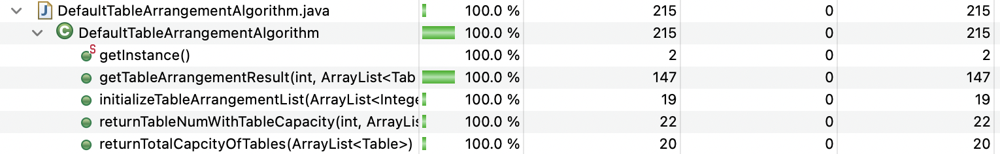 DefaultTableArrangementAlgorithm.java 100.0 % 215 0 215
DefaultTableArrangementAlgorithm 100.0 % 215 0 215
getInstance() 100.0 % 2 0 2
getTableArrangementResult(int, ArrayList<Tab 100.0 % 147 0 147
initializeTableArrangementList(ArrayList<Intege 100.0 % 19 0 19
returnTableNumWithTableCapacity(int, ArrayLis 100.0 % 22 0 22
returnTotalCapcityOfTables(ArrayList<Table>) 100.0 % 20 0 20